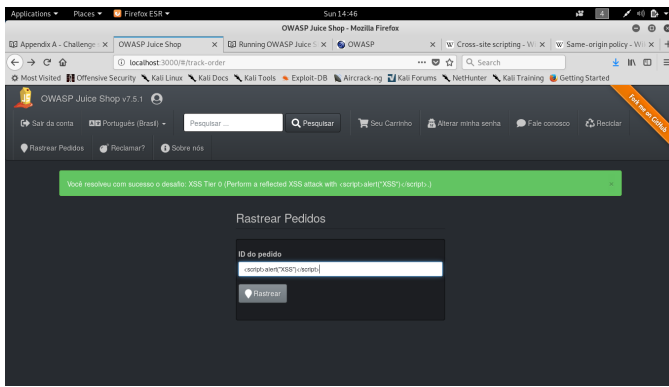 Applications Places Firefox ESR Sun14:46 4
OWASP Juice Shop - Mozilla Firefox
Appendix A - Challenge OWASP Juice Shop Running OWASP Juice S OWASP Cross-site scripting - Wi Same-origin policy - Wi
localhost:3000/#/track-order Search
Most Visited Offensive Security Kali Linux Kali Docs Kali Tools Exploit-DB Aircrack-ng Kali Forums NetHunter Kali Training Getting Started
OWASP Juice Shop v7.5.1
Fork me on GitHub
Sair da conta Português (Brasil) Pesquisar ... Pesquisar Seu Carrinho Alterar minha senha Fale conosco Reciclar
Rastrear Pedidos Reclamar? Sobre nós
Você resolveu com sucesso o desafio: XSS Tier 0 (Perform a reflected XSS attack with <script>alert("XSS")</script>.) ×
Rastrear Pedidos
ID do pedido
<script>alert("XSS")</script>
Rastrear